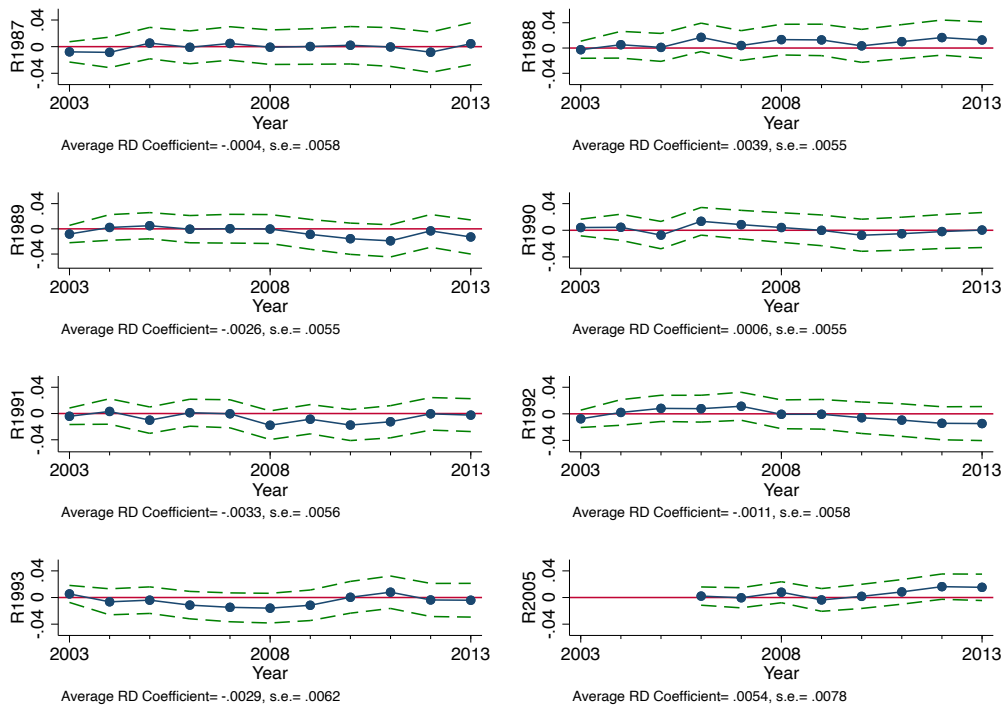 R1987
.04
0
-.04
2003 2008 2013
Year
Average RD Coefficient= -.0004, s.e.= .0058
R1988
.04
0
-.04
2003 2008 2013
Year
Average RD Coefficient= .0039, s.e.= .0055
R1989
.04
0
-.04
2003 2008 2013
Year
Average RD Coefficient= -.0026, s.e.= .0055
R1990
.04
0
-.04
2003 2008 2013
Year
Average RD Coefficient= .0006, s.e.= .0055
R1991
.04
0
-.04
2003 2008 2013
Year
Average RD Coefficient= -.0033, s.e.= .0056
R1992
.04
0
-.04
2003 2008 2013
Year
Average RD Coefficient= -.0011, s.e.= .0058
R1993
.04
0
-.04
2003 2008 2013
Year
Average RD Coefficient= -.0029, s.e.= .0062
R2005
.04
0
-.04
2003 2008 2013
Year
Average RD Coefficient= .0054, s.e.= .0078